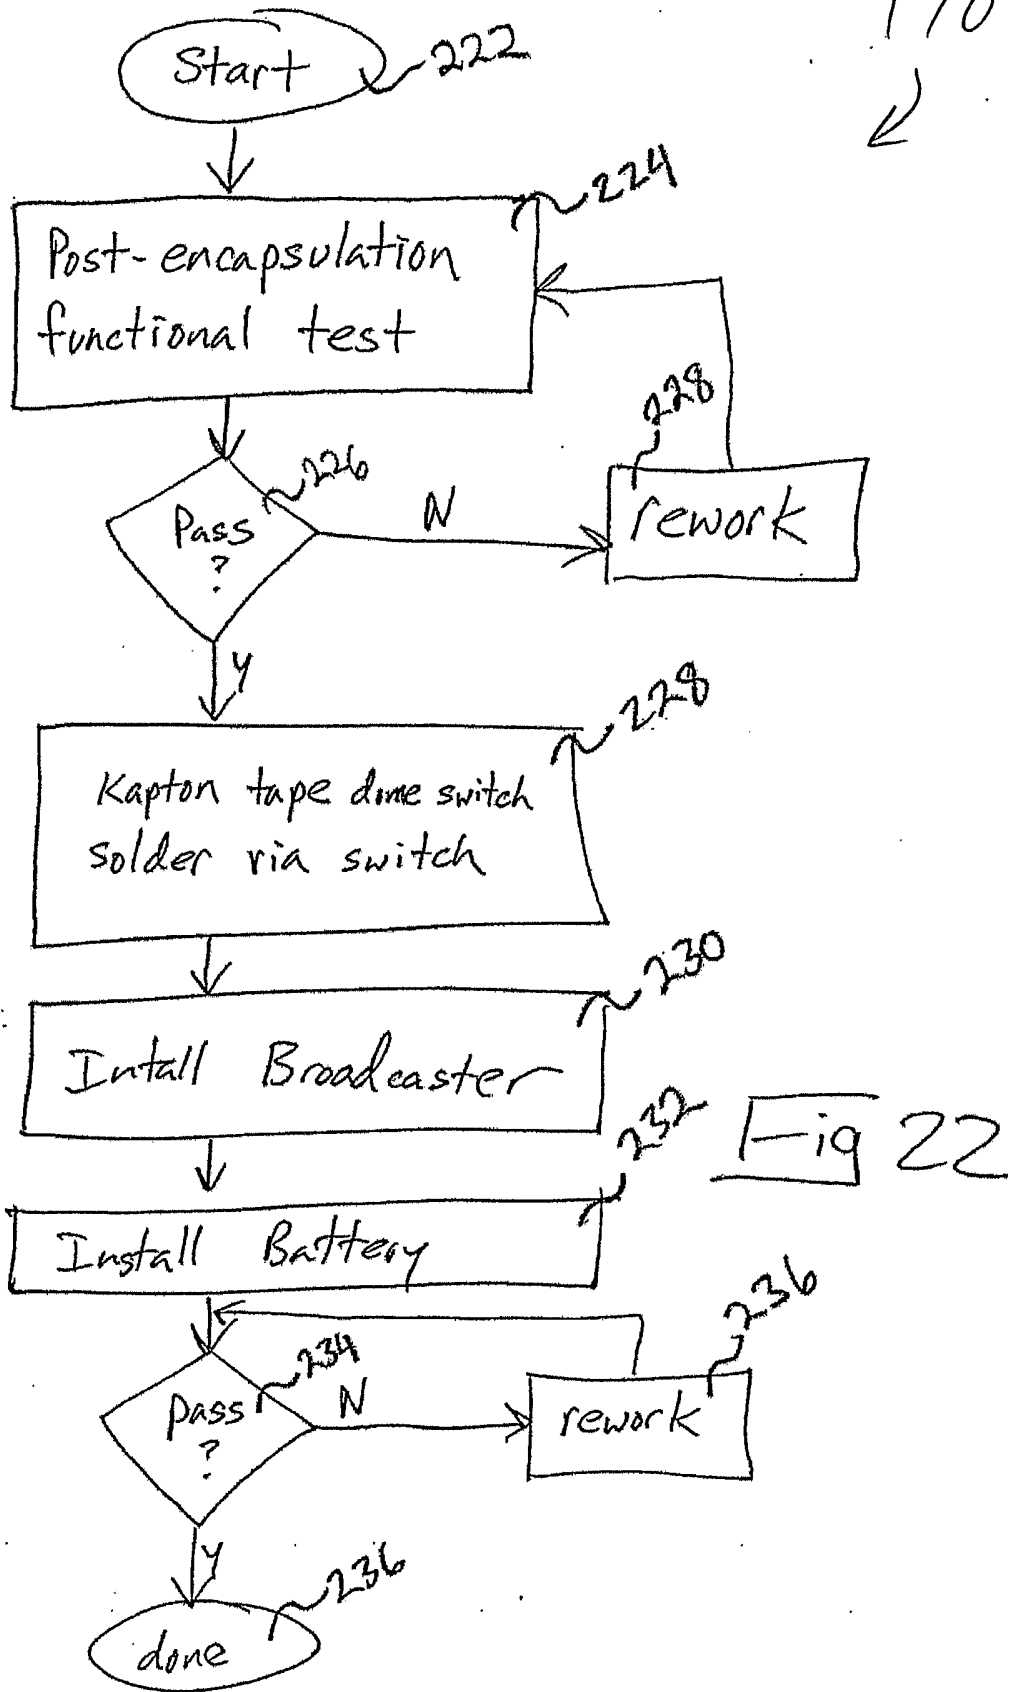 Start
222
224
Post-encapsulation
functional test
226
Pass
?
N
228
rework
Y
228
Kapton tape dome switch
solder via switch
230
Intall Broadcaster
232
Install Battery
Fig 22
234
pass
?
N
236
rework
Y
236
done